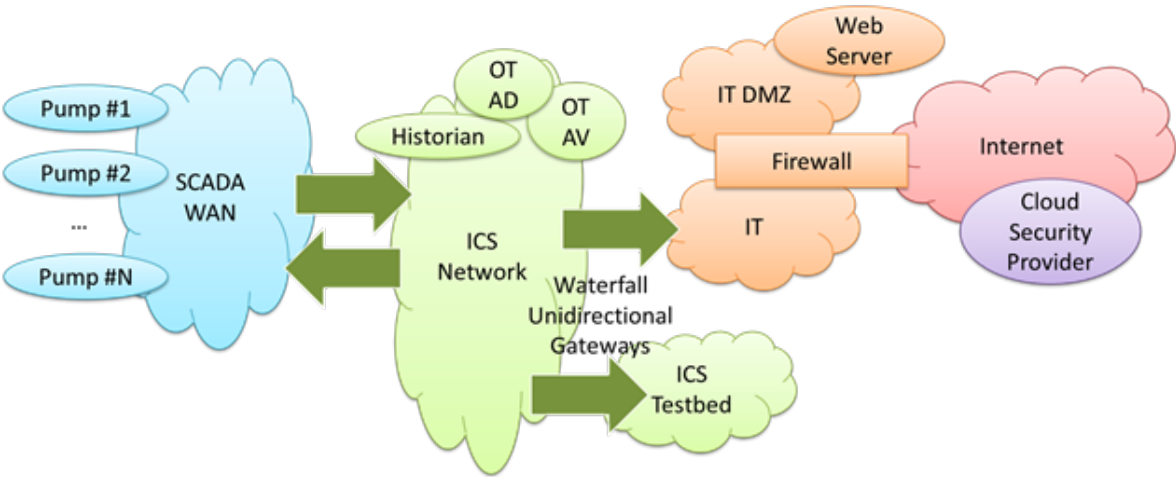 Pump #1
Pump #2
...
Pump #N
SCADA
WAN
Historian
OT
AD
OT
AV
ICS
Network
Waterfall
Unidirectional
Gateways
ICS
Testbed
Web
Server
IT DMZ
Firewall
IT
Internet
Cloud
Security
Provider